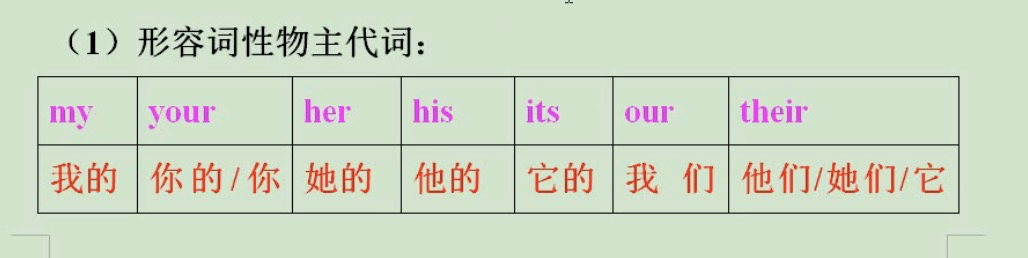 （1）形容词性物主代词：
my your her his its our their
我的 你的/你 她的 他的 它的 我们 他们/她们/它